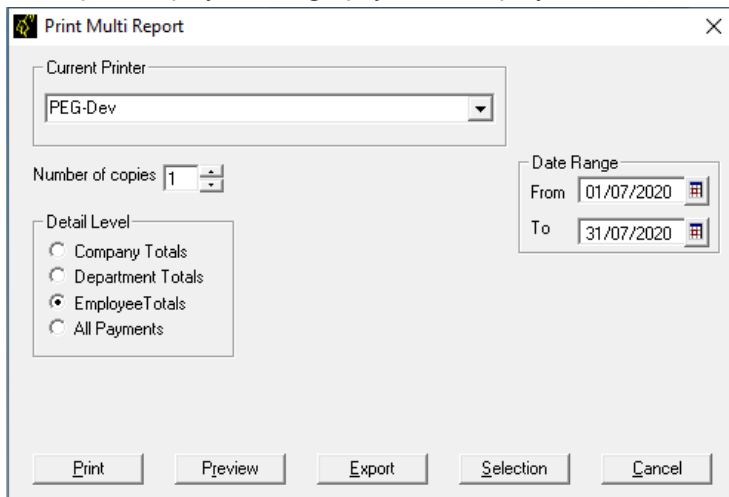 Print Multi Report
Current Printer
PEG-Dev
Number of copies 1
Date Range
From 01/07/2020
To 31/07/2020
Detail Level
Company Totals
Department Totals
EmployeeTotals
All Payments
Print Preview Export Selection Cancel